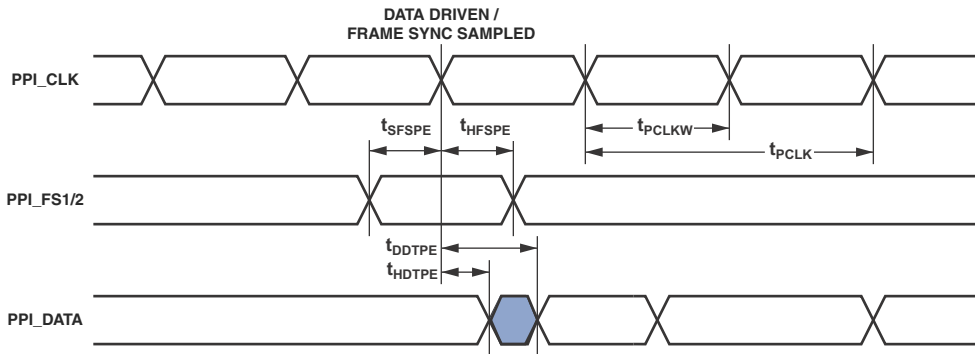 DATA DRIVEN /
FRAME SYNC SAMPLED
PPI_CLK
tSFSPE
tHFSPE
tPCLKW
tPCLK
PPI_FS1/2
tDDTPE
tHDTPE
PPI_DATA